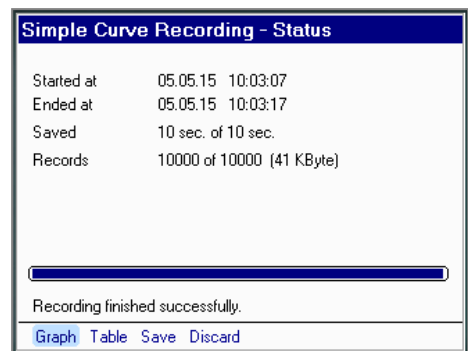 Simple Curve Recording - Status
Started at 05.05.15 10:03:07
Ended at 05.05.15 10:03:17
Saved 10 sec. of 10 sec.
Records 10000 of 10000 (41 KByte)
Recording finished successfully.
Graph Table Save Discard